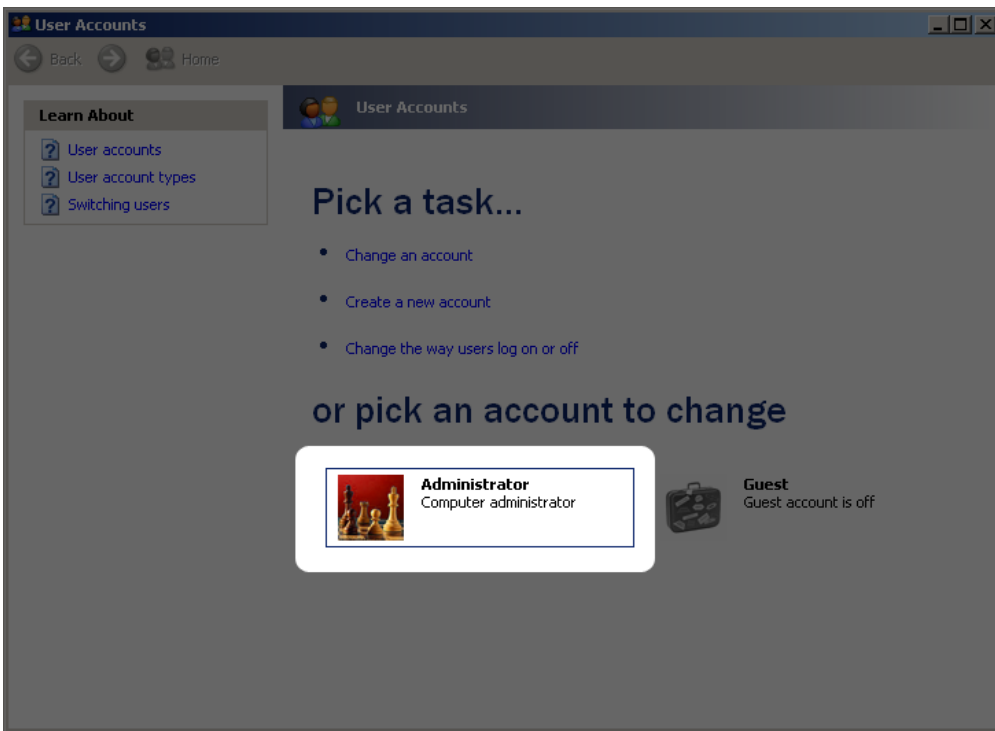 User Accounts
Back Home
Learn About
User accounts
User account types
Switching users
User Accounts
Pick a task...
Change an account
Create a new account
Change the way users log on or off
or pick an account to change
Administrator
Computer administrator
Guest
Guest account is off